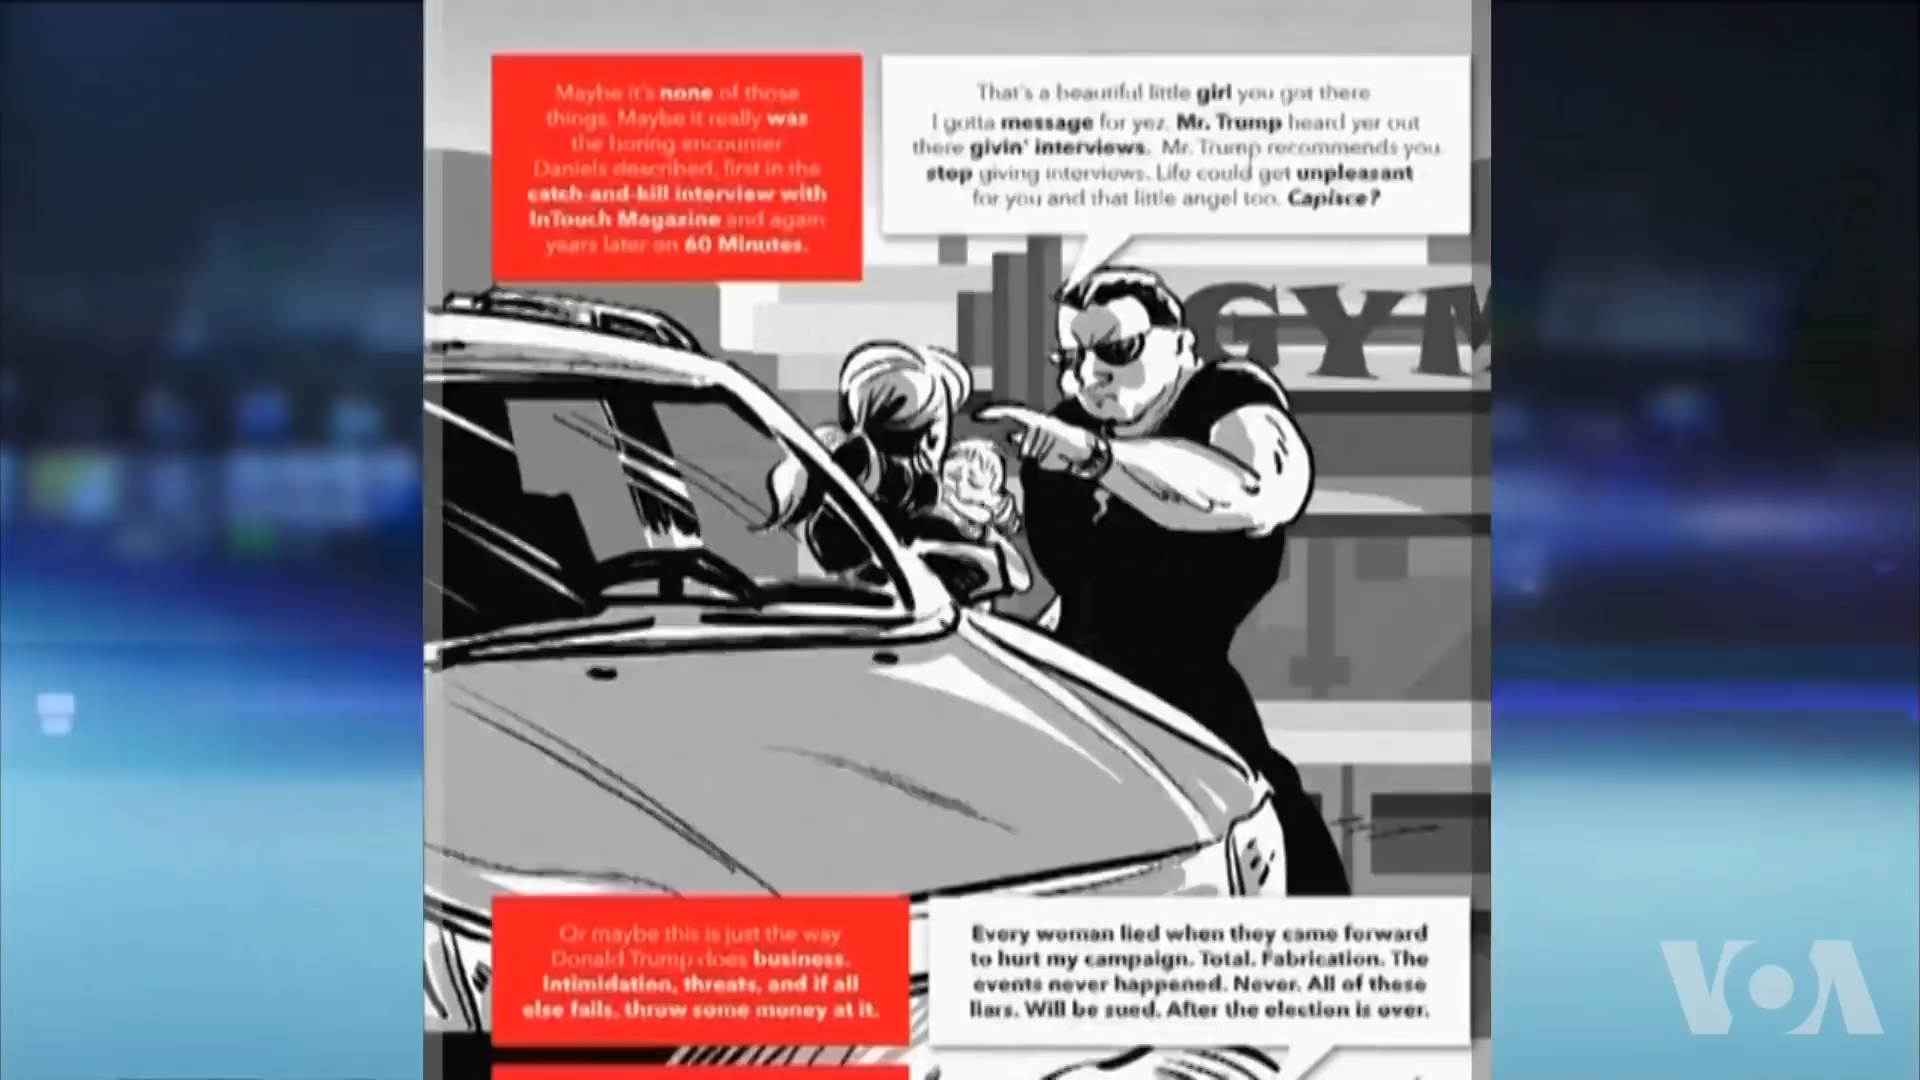 Maybe it's none of those
things. Maybe it really was
the boring encounter
Daniels described, first in the
catch-and-kill interview with
InTouch Magazine and again
years later on 60 Minutes.
That's a beautiful little girl you got there
I gotta message for yez. Mr. Trump heard yer out
there givin' interviews. Mr. Trump recommends you
stop giving interviews. Life could get unpleasant
for you and that little angel too. Capisce?
GYM
Or maybe this is just the way
Donald Trump does business.
Intimidation, threats, and if all
else fails, throw some money at it.
Every woman lied when they came forward
to hurt my campaign. Total. Fabrication. The
events never happened. Never. All of these
liars. Will be sued. After the election is over.
VOA